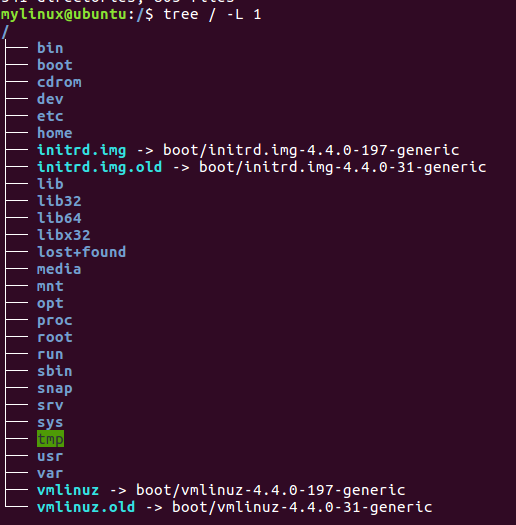 mylinux@ubuntu:/$ tree / -L 1
/
├── bin
├── boot
├── cdrom
├── dev
├── etc
├── home
├── initrd.img -> boot/initrd.img-4.4.0-197-generic
├── initrd.img.old -> boot/initrd.img-4.4.0-31-generic
├── lib
├── lib32
├── lib64
├── libx32
├── lost+found
├── media
├── mnt
├── opt
├── proc
├── root
├── run
├── sbin
├── snap
├── srv
├── sys
├── tmp
├── usr
├── var
├── vmlinuz -> boot/vmlinuz-4.4.0-197-generic
└── vmlinuz.old -> boot/vmlinuz-4.4.0-31-generic